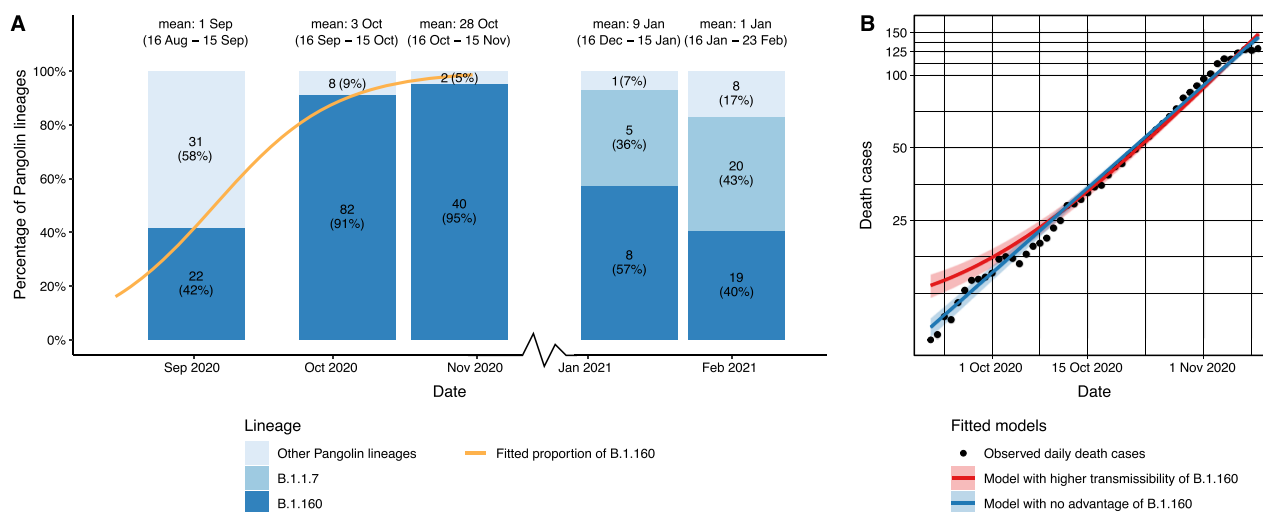 A
mean: 1 Sep
(16 Aug − 15 Sep)
mean: 3 Oct
(16 Sep − 15 Oct)
mean: 28 Oct
(16 Oct − 15 Nov)
mean: 9 Jan
(16 Dec − 15 Jan)
mean: 1 Jan
(16 Jan − 23 Feb)
Percentage of Pangolin lineages
100%
80%
60%
40%
20%
0%
31
(58%)
22
(42%)
8 (9%)
82
(91%)
2 (5%)
40
(95%)
1 (7%)
5
(36%)
8
(57%)
8
(17%)
20
(43%)
19
(40%)
Sep 2020
Oct 2020
Nov 2020
Jan 2021
Feb 2021
Date
Lineage
Other Pangolin lineages
B.1.1.7
B.1.160
Fitted proportion of B.1.160
B
Death cases
150
125
100
50
25
1 Oct 2020
15 Oct 2020
1 Nov 2020
Date
Fitted models
Observed daily death cases
Model with higher transmissibility of B.1.160
Model with no advantage of B.1.160